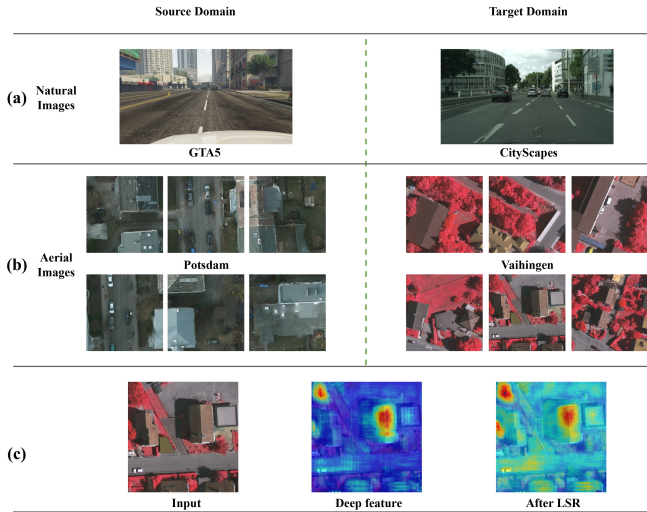 Source Domain
Target Domain
(a)
Natural
Images
GTA5
CityScapes
(b)
Aerial
Images
Potsdam
Vaihingen
(c)
Input
Deep feature
After LSR